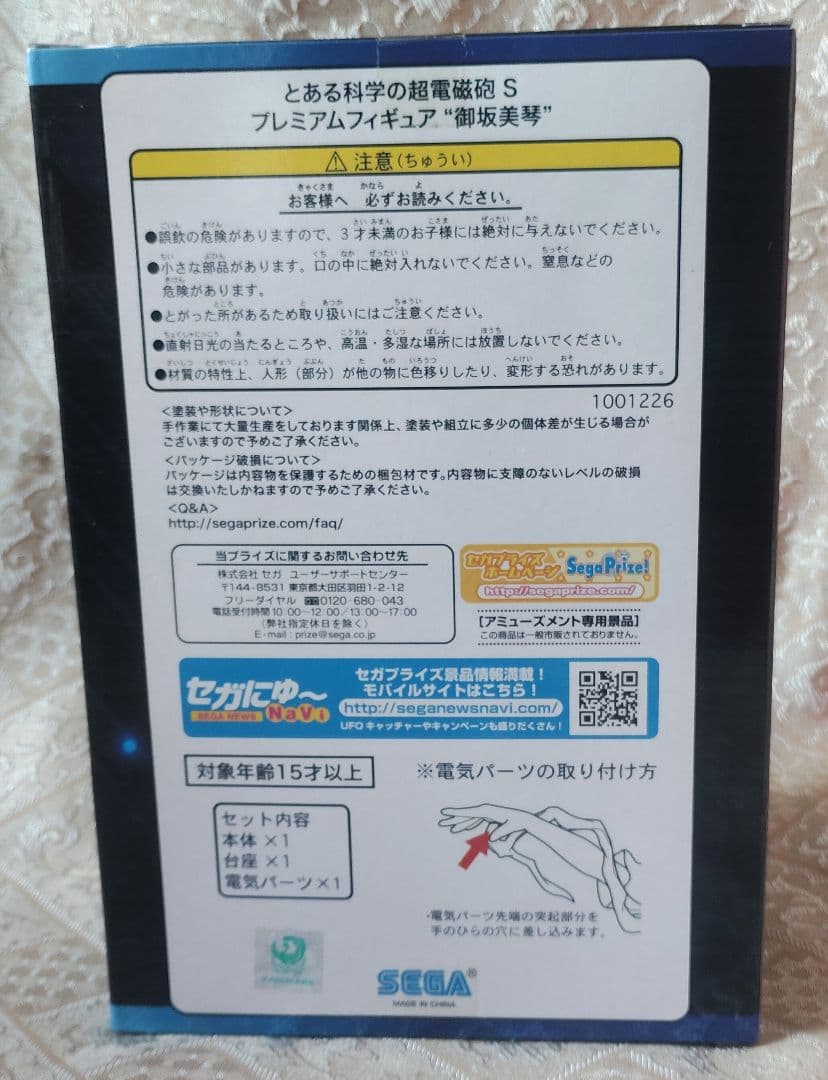 とある科学の超電磁砲 S
プレミアムフィギュア “御坂美琴”
⚠ 注意(ちゅうい)
お客様へ 必ずお読みください。
●誤飲の危険がありますので、3才未満のお子様には絶対に与えないでください。
●小さな部品があります。口の中に絶対入れないでください。窒息などの
危険があります。
●とがった所があるため取り扱いにはご注意ください。
●直射日光の当たるところや、高温・多湿な場所には放置しないでください。
●材質の特性上、人形（部分）が他の物に色移りしたり、変形する恐れがあります。
1001226
<塗装や形状について>
手作業にて大量生産をしております関係上、塗装や組立に多少の個体差が生じる場合が
ございますので予めご了承ください。
<パッケージ破損について>
パッケージは内容物を保護するための梱包材です。内容物に支障のないレベルの破損
は交換いたしかねますので予めご了承ください。
<Q&A>
http://segaprize.com/faq/
当プライズに関するお問い合わせ先
株式会社 セガ ユーザーサポートセンター
〒144-8531 東京都大田区羽田1-2-12
フリーダイヤル 0120-680-043
電話受付時間 10:00〜12:00／13:00〜17:00
(弊社指定休日を除く)
E-mail : prize@sega.co.jp
セガプライズ
ホームページ SegaPrize!
http://segaprize.com/
【アミューズメント専用景品】
この商品は一般市販されておりません。
セガにゅ〜
SEGA NEWS NaVi
セガプライズ景品情報満載！
モバイルサイトはこちら！
http://seganewsnavi.com/
UFOキャッチャーやキャンペーンも盛りだくさん！
対象年齢15才以上
※電気パーツの取り付け方
セット内容
本体 ×1
台座 ×1
電気パーツ×1
・電気パーツ先端の突起部分を
手のひらの穴に差し込みます。
SEGA®
MADE IN CHINA